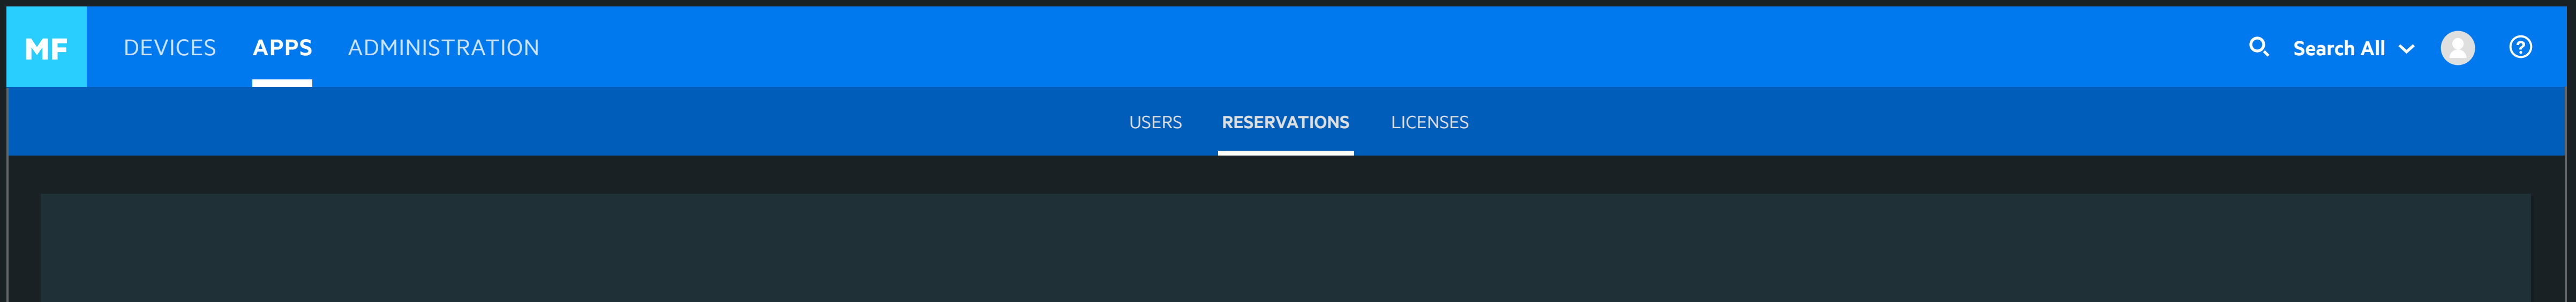 MF DEVICES APPS ADMINISTRATION Search All
USERS RESERVATIONS LICENSES